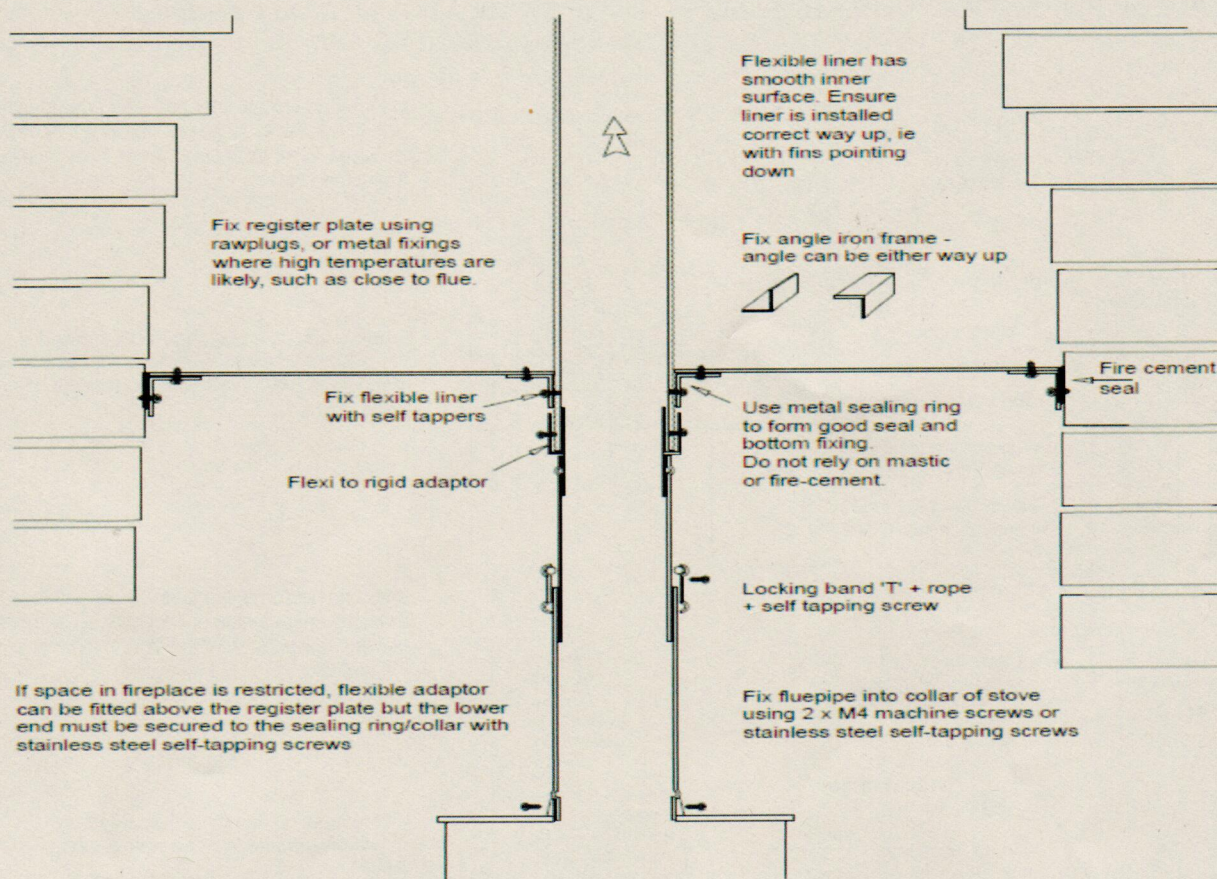 Flexible liner has
smooth inner
surface. Ensure
liner is installed
correct way up, ie
with fins pointing
down
Fix register plate using
rawplugs, or metal fixings
where high temperatures are
likely, such as close to flue.
Fix angle iron frame -
angle can be either way up
Fire cement
seal
Fix flexible liner
with self tappers
Use metal sealing ring
to form good seal and
bottom fixing.
Do not rely on mastic
or fire-cement.
Flexi to rigid adaptor
Locking band 'T' + rope
+ self tapping screw
If space in fireplace is restricted, flexible adaptor
can be fitted above the register plate but the lower
end must be secured to the sealing ring/collar with
stainless steel self-tapping screws
Fix fluepipe into collar of stove
using 2 x M4 machine screws or
stainless steel self-tapping screws